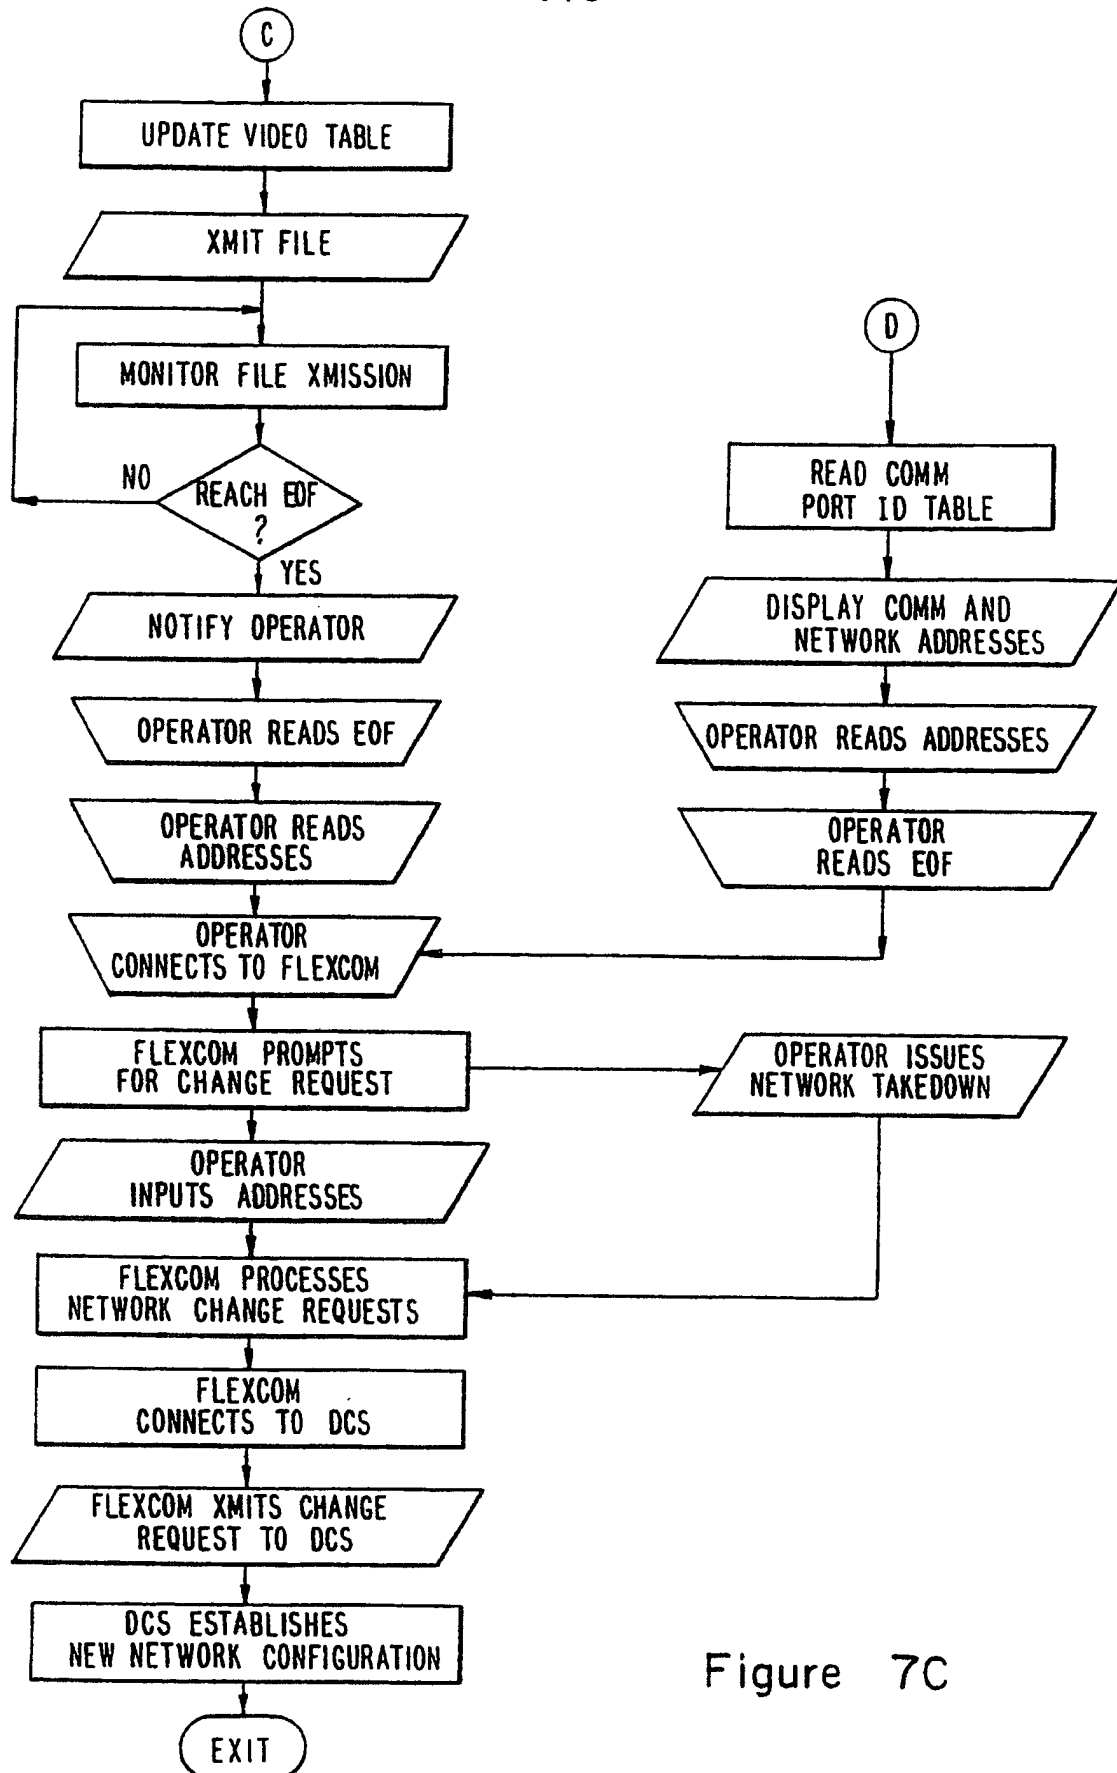 C
UPDATE VIDEO TABLE
XMIT FILE
MONITOR FILE XMISSION
NO
REACH EOF
?
YES
NOTIFY OPERATOR
OPERATOR READS EOF
OPERATOR READS
ADDRESSES
OPERATOR
CONNECTS TO FLEXCOM
FLEXCOM PROMPTS
FOR CHANGE REQUEST
OPERATOR
INPUTS ADDRESSES
FLEXCOM PROCESSES
NETWORK CHANGE REQUESTS
FLEXCOM
CONNECTS TO DCS
FLEXCOM XMITS CHANGE
REQUEST TO DCS
DCS ESTABLISHES
NEW NETWORK CONFIGURATION
EXIT
D
READ COMM
PORT ID TABLE
DISPLAY COMM AND
NETWORK ADDRESSES
OPERATOR READS ADDRESSES
OPERATOR
READS EOF
OPERATOR ISSUES
NETWORK TAKEDOWN
Figure 7C